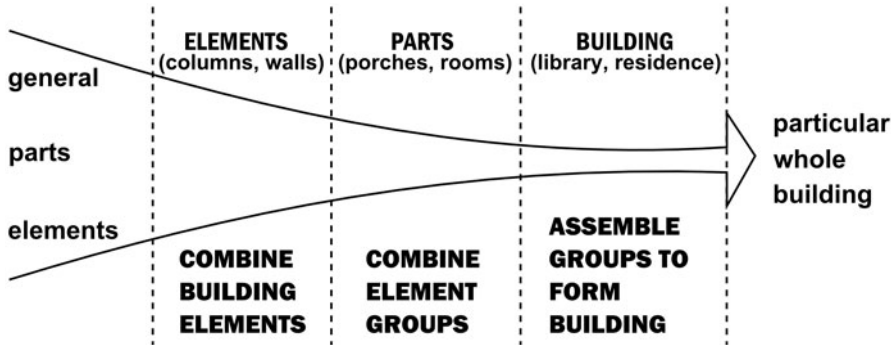 general
parts
elements
ELEMENTS
(columns, walls)
PARTS
(porches, rooms)
BUILDING
(library, residence)
COMBINE
BUILDING
ELEMENTS
COMBINE
ELEMENT
GROUPS
ASSEMBLE
GROUPS TO
FORM
BUILDING
particular
whole
building